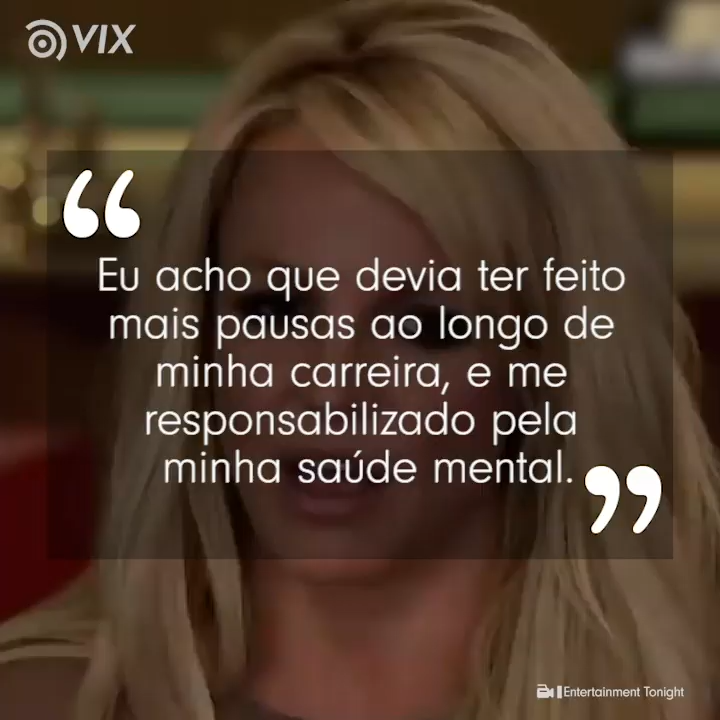 VIX
“
Eu acho que devia ter feito
mais pausas ao longo de
minha carreira, e me
responsabilizado pela
minha saúde mental.
”
Entertainment Tonight